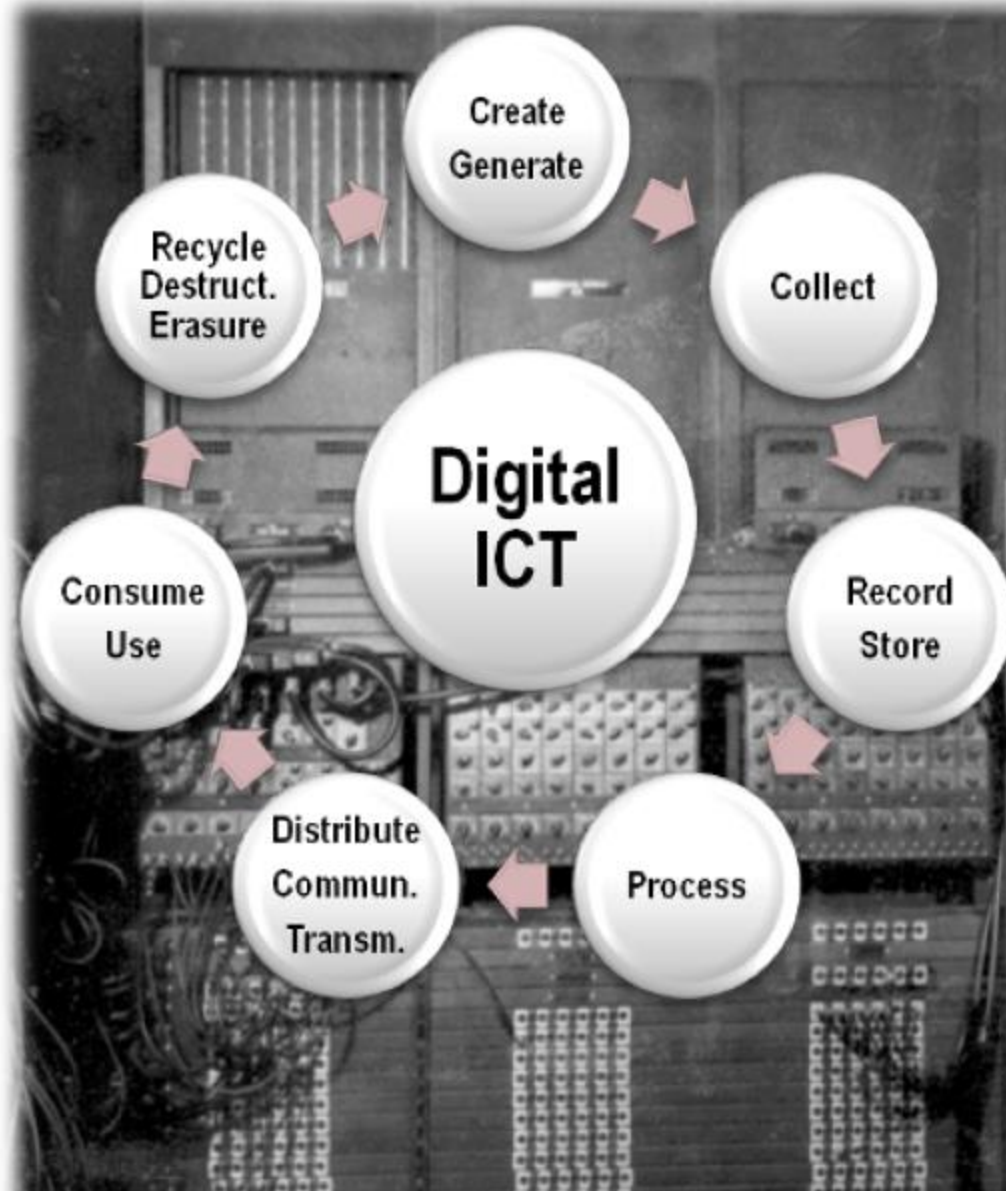 Create
Generate
Collect
Record
Store
Process
Distribute
Commun.
Transm.
Consume
Use
Recycle
Destruct.
Erasure
Digital
ICT